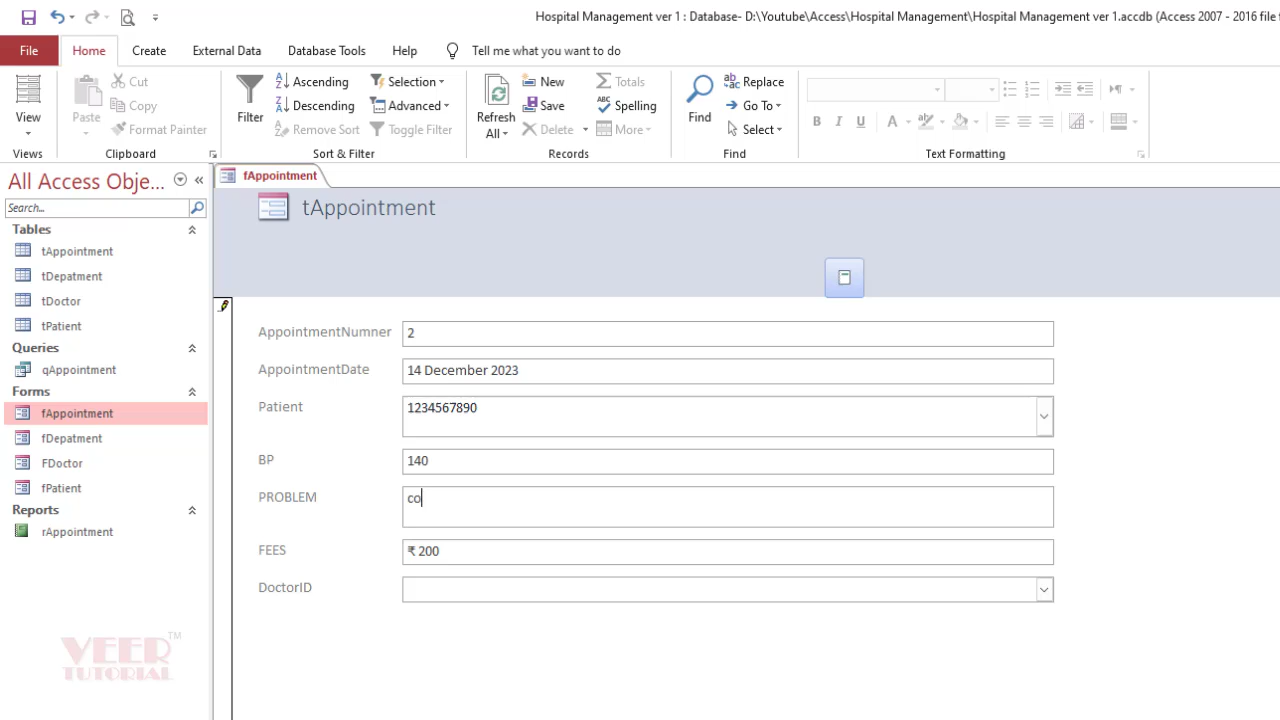 Hospital Management ver 1 : Database- D:\Youtube\Access\Hospital Management\Hospital Management ver 1.accdb (Access 2007 - 2016 file
File Home Create External Data Database Tools Help Tell me what you want to do
View
Views
Paste
Cut
Copy
Format Painter
Clipboard
Filter
Ascending
Descending
Remove Sort
Selection
Advanced
Toggle Filter
Sort & Filter
Refresh
All
New
Save
Delete
Totals
Spelling
More
Records
Find
Replace
Go To
Select
Find
B I U A
Text Formatting
All Access Obje...
Search...
Tables
tAppointment
tDepatment
tDoctor
tPatient
Queries
qAppointment
Forms
fAppointment
fDepatment
FDoctor
fPatient
Reports
rAppointment
VEER TM
TUTORIAL
fAppointment
tAppointment
AppointmentNumner 2
AppointmentDate 14 December 2023
Patient 1234567890
BP 140
PROBLEM co
FEES ₹ 200
DoctorID